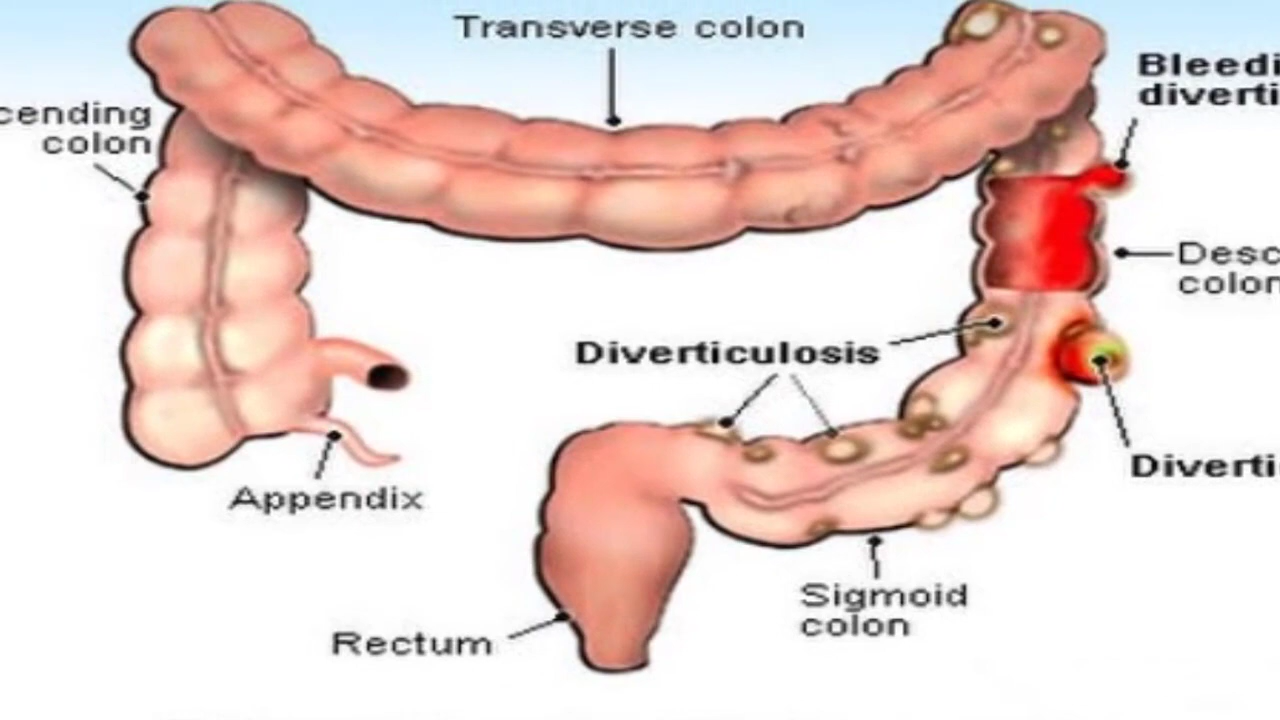 Transverse colon
Bleedi
diverti
cending
colon
Desc
colon
Diverticulosis
Diverti
Appendix
Sigmoid
colon
Rectum